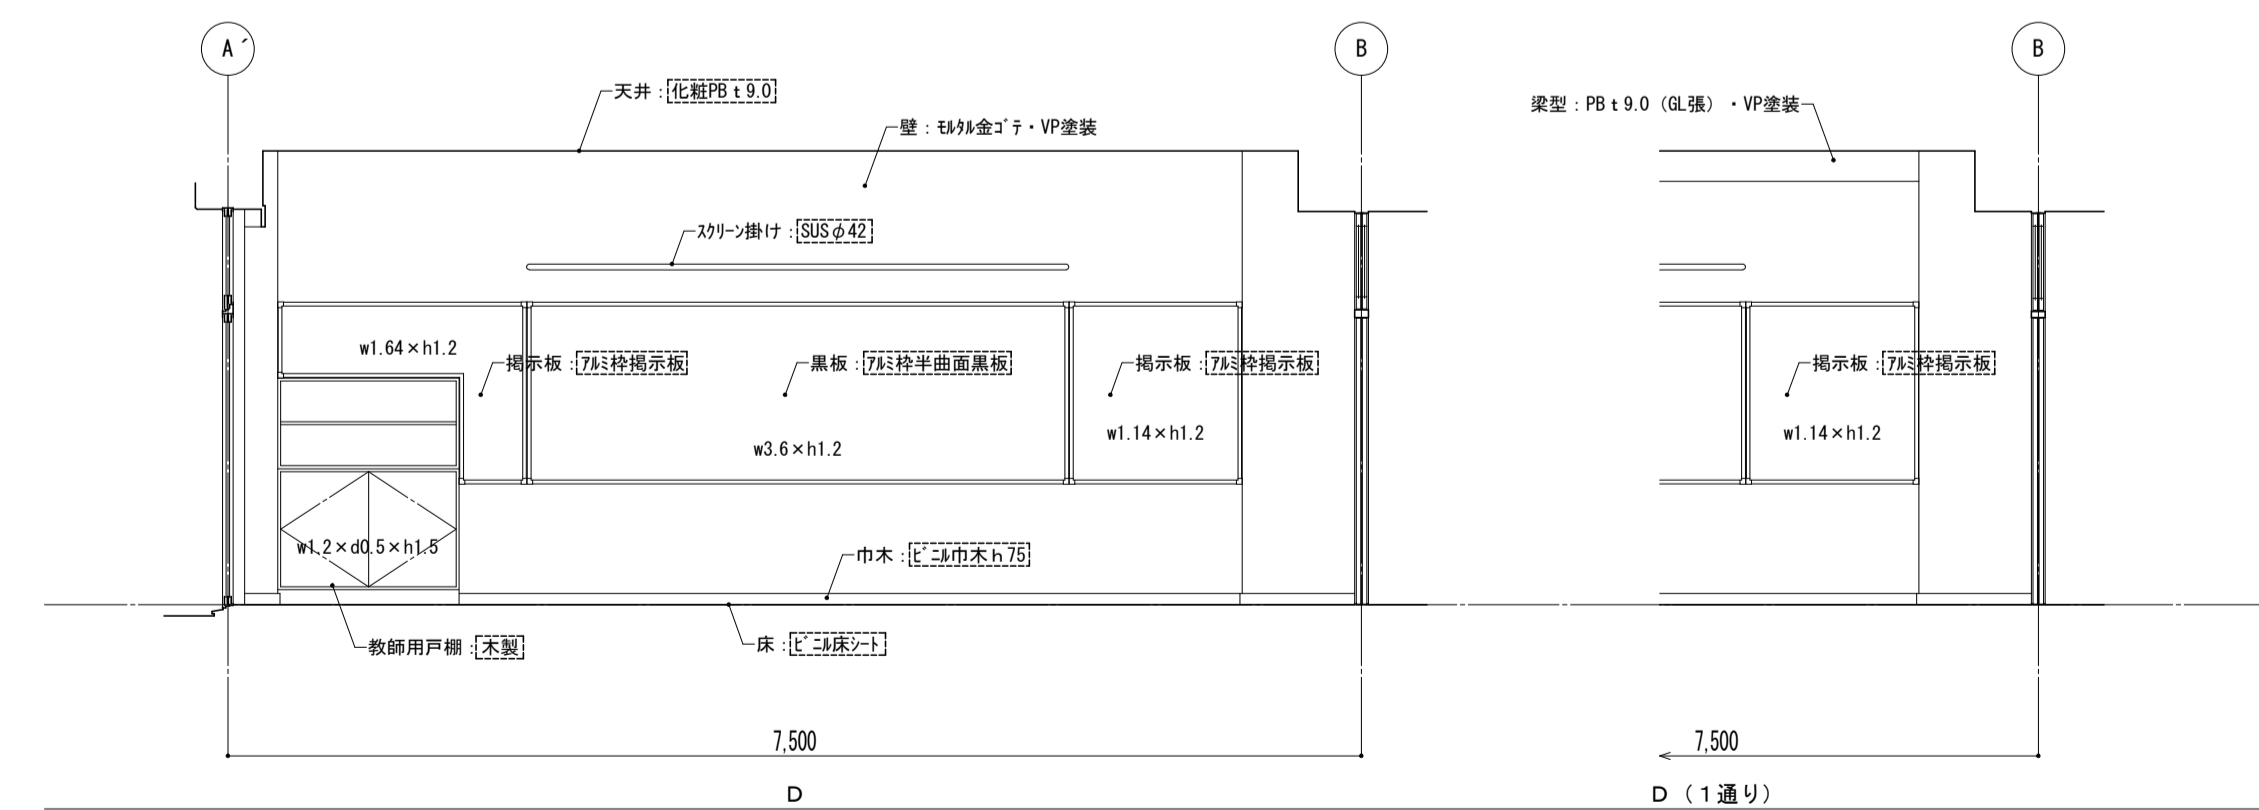 A´
B
B
天井：化粧PBｔ9.0
壁：ﾓﾙﾀﾙ金ｺﾞﾃ・VP塗装
梁型：PBｔ9.0（GL張）・VP塗装
ｽｸﾘｰﾝ掛け：SUSφ42
w1.64×h1.2
掲示板：ｱﾙﾐ枠掲示板
黒板：ｱﾙﾐ枠半曲面黒板
掲示板：ｱﾙﾐ枠掲示板
掲示板：ｱﾙﾐ枠掲示板
w3.6×h1.2
w1.14×h1.2
w1.14×h1.2
w1.2×d0.5×h1.5
巾木：ﾋﾞﾆﾙ巾木ｈ75
教師用戸棚：木製
床：ﾋﾞﾆﾙ床ｼｰﾄ
7,500
7,500
Ｄ
Ｄ（１通り）